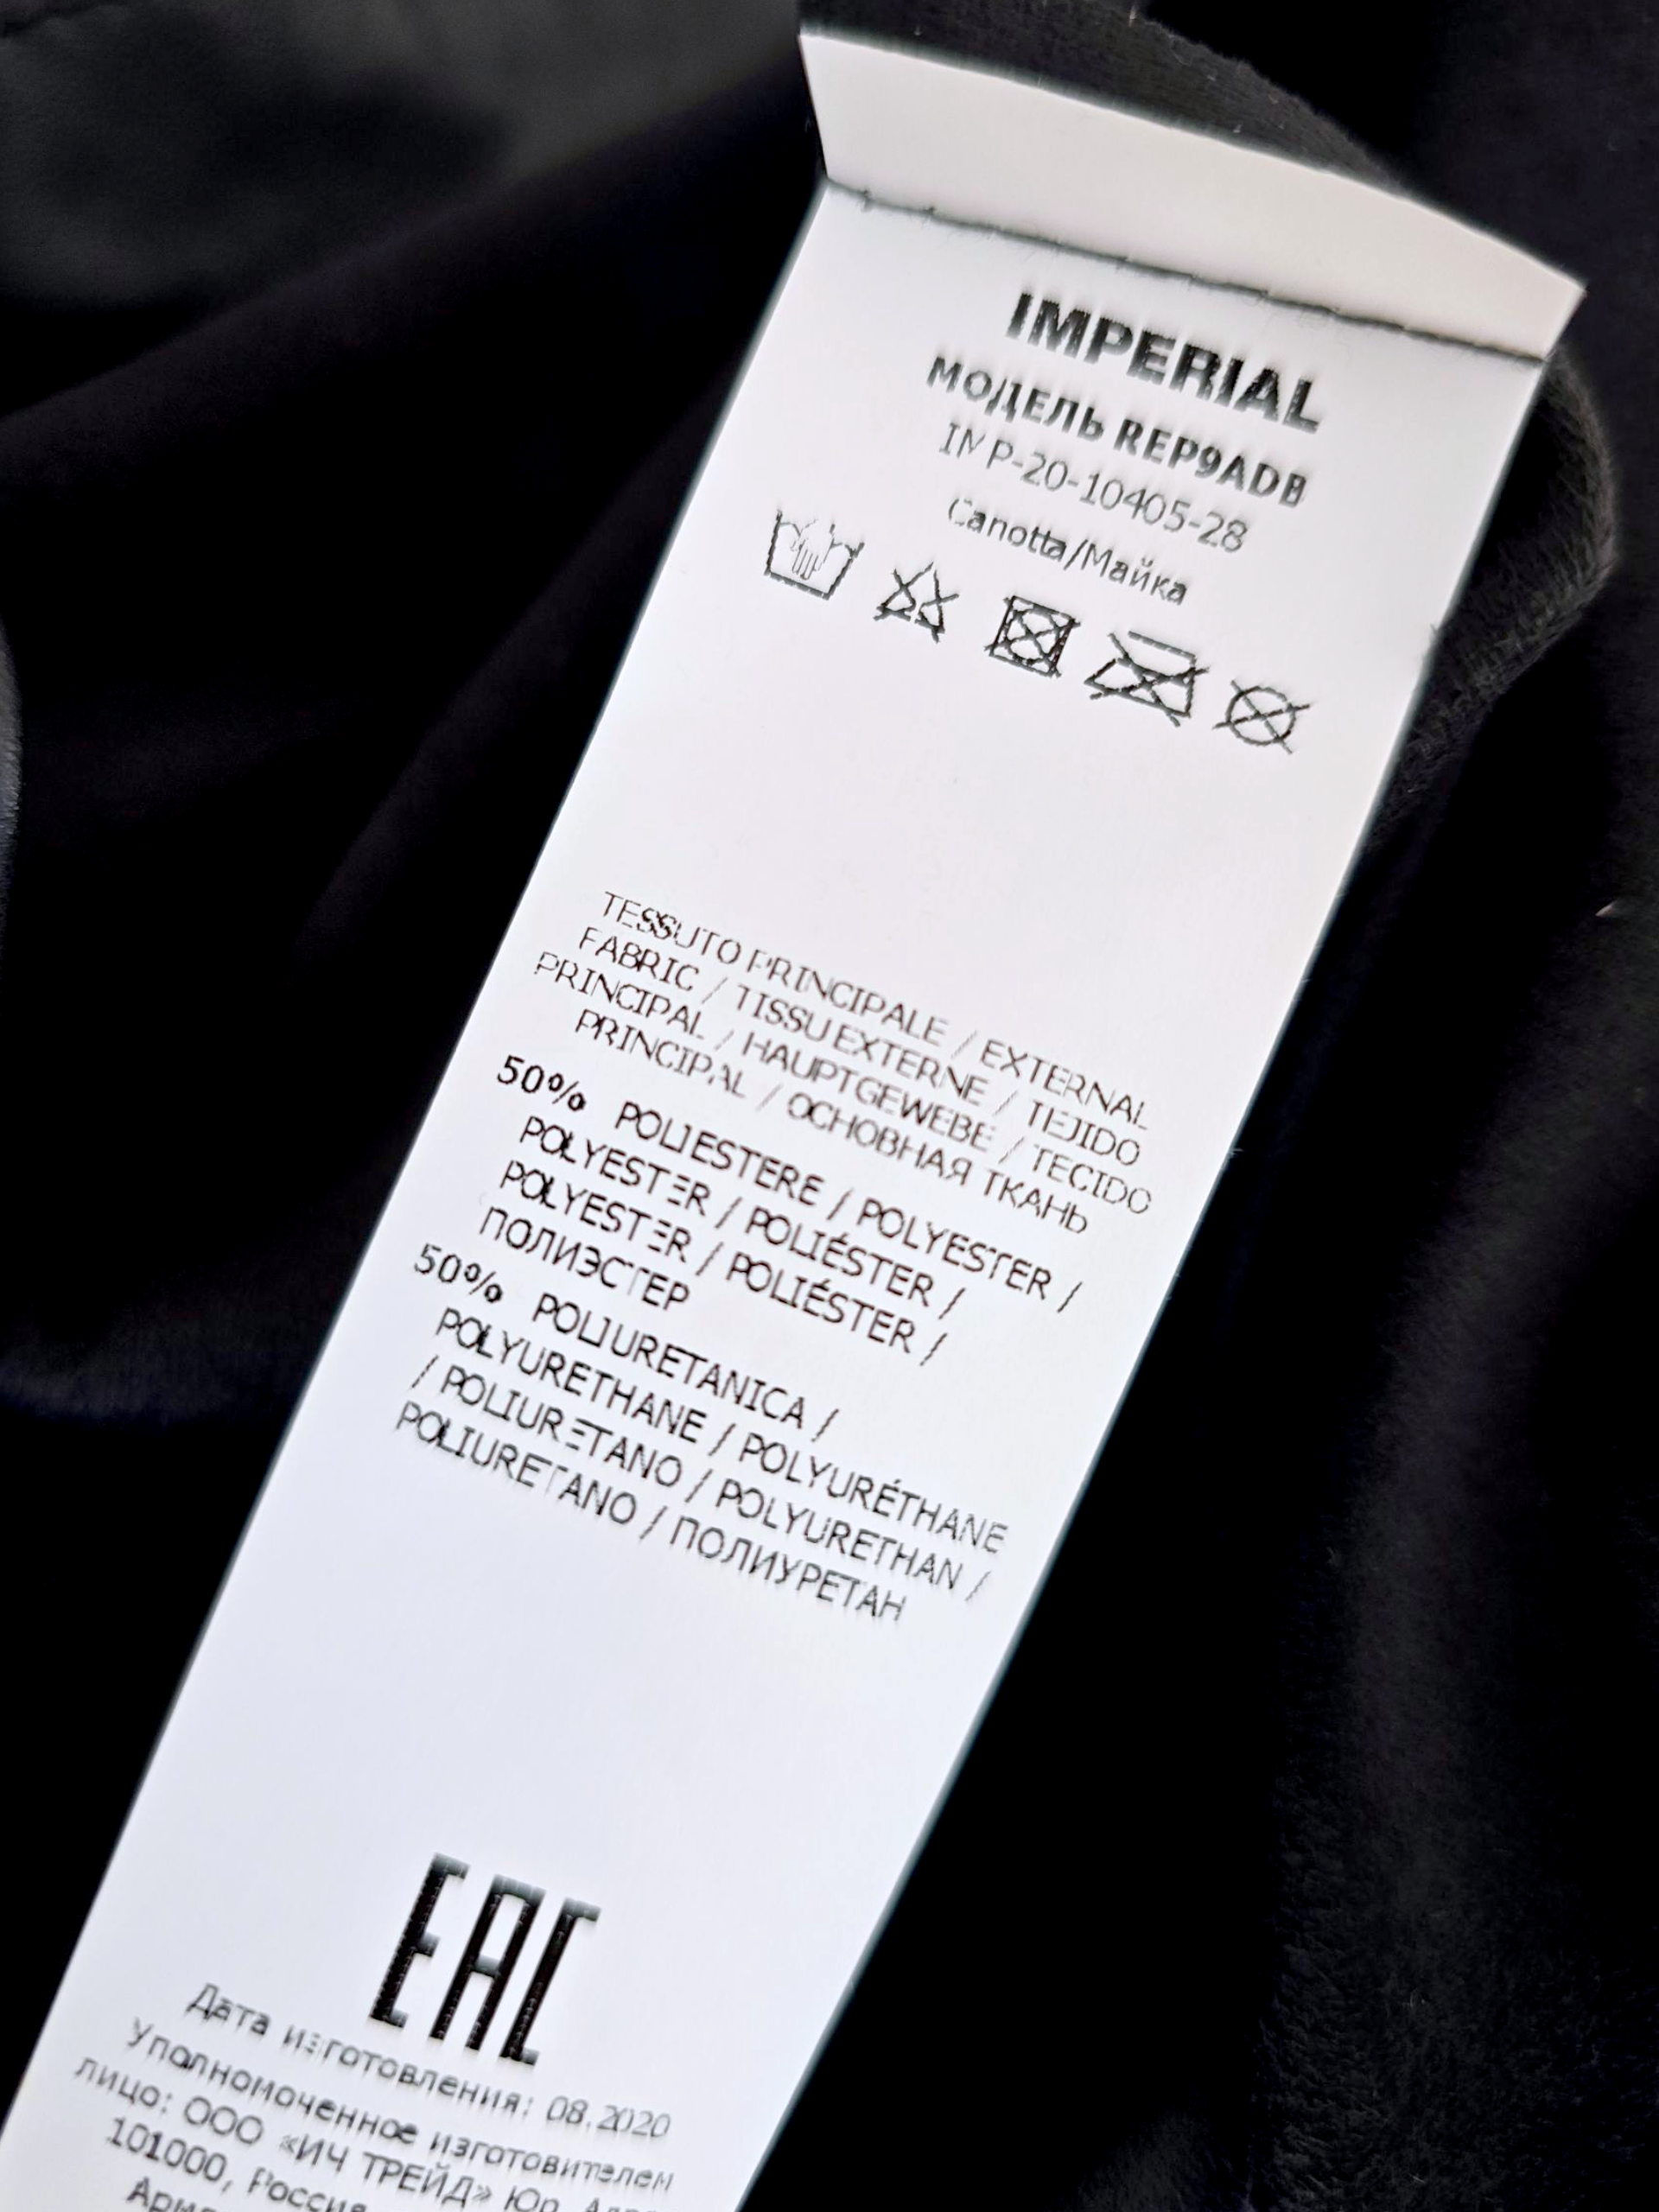 IMPERIAL
МОДЕЛЬ REP9ADB
IMP-20-10405-28
Canotta/Майка
TESSUTO PRINCIPALE / EXTERNAL
FABRIC / TISSU EXTERNE / TEJIDO
PRINCIPAL / HAUPTGEWEBE / TECIDO
PRINCIPAL / ОСНОВНАЯ ТКАНЬ
50% POLIESTERE / POLYESTER /
POLYESTER / POLIÉSTER /
POLYESTER / POLIÉSTER /
ПОЛИЭСТЕР
50% POLIURETANICA /
POLYURETHANE / POLYURÉTHANE
/ POLIURETANO / POLYURETHAN /
POLIURETANO / ПОЛИУРЕТАН
EAC
Дата изготовления: 08.2020
Уполномоченное изготовителем
лицо: ООО «ИЧ ТРЕЙД» Юр.
101000, Россия